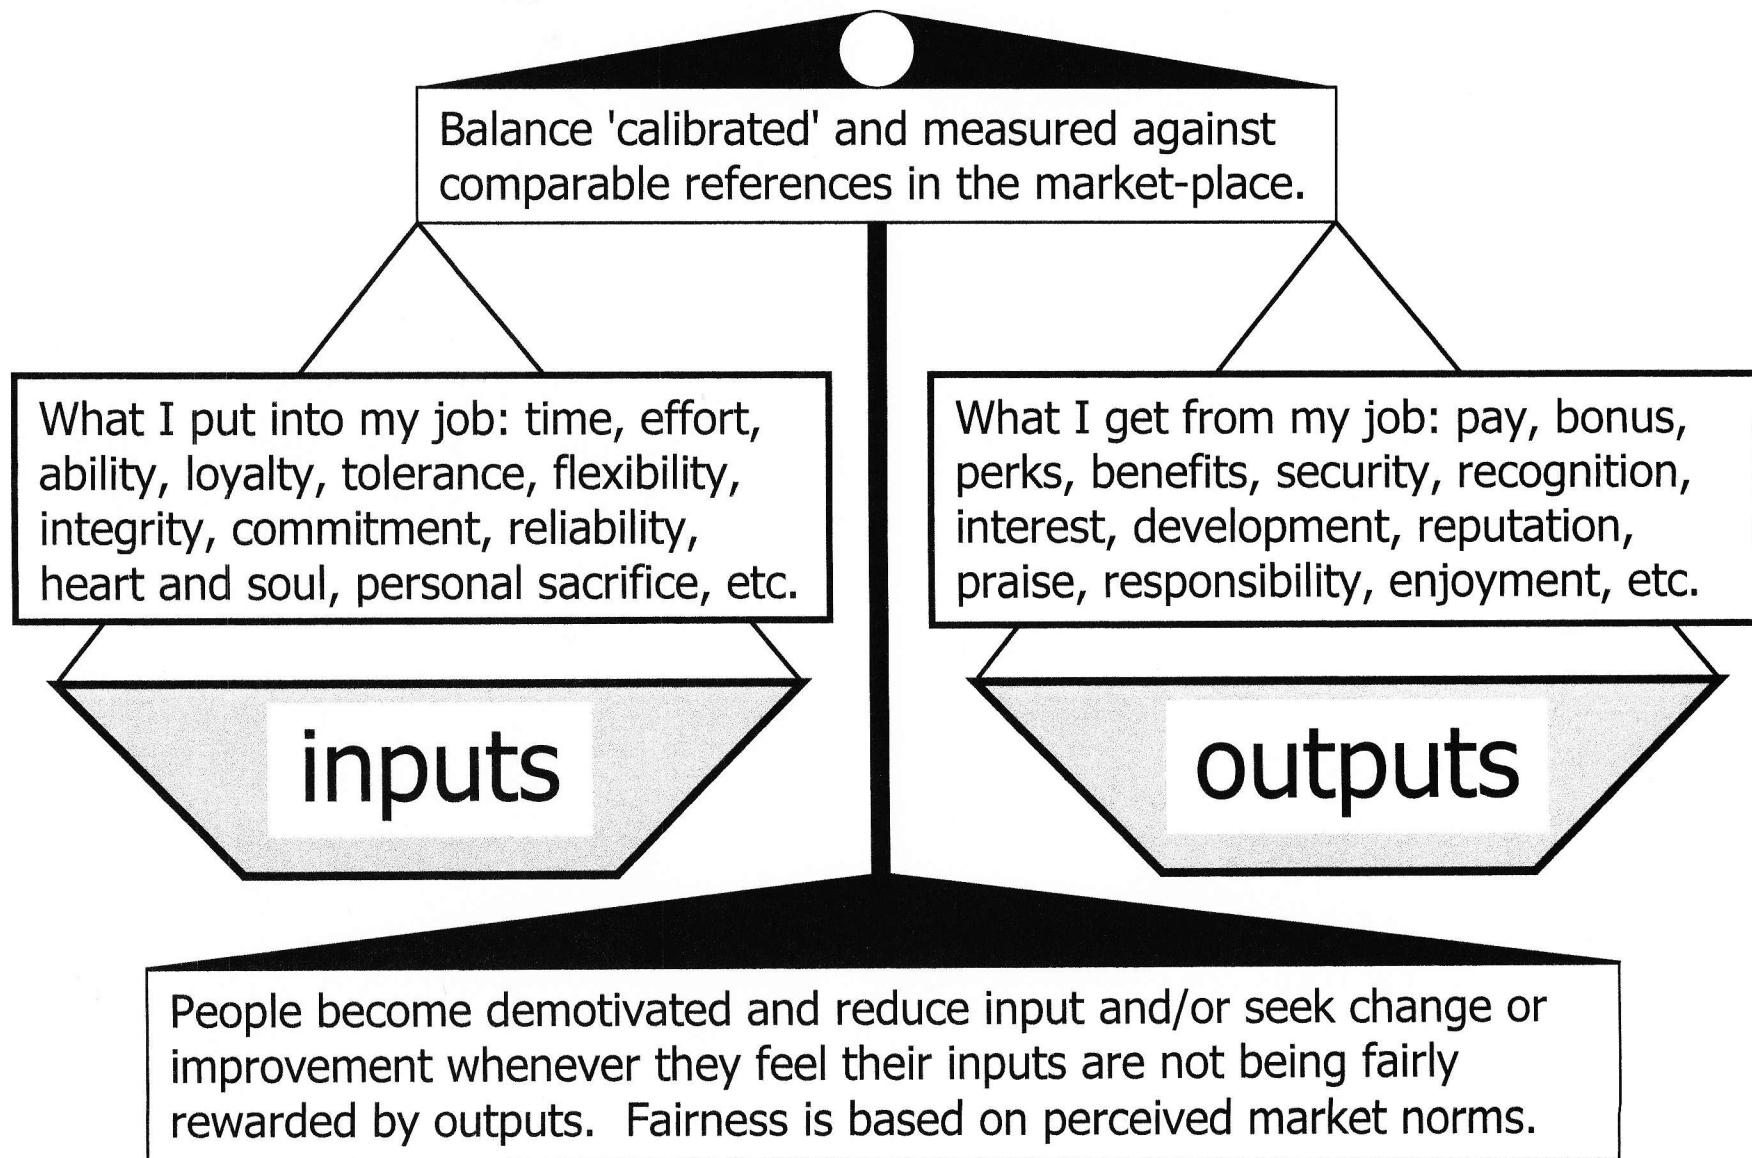 Balance 'calibrated' and measured against
comparable references in the market-place.
What I put into my job: time, effort,
ability, loyalty, tolerance, flexibility,
integrity, commitment, reliability,
heart and soul, personal sacrifice, etc.
What I get from my job: pay, bonus,
perks, benefits, security, recognition,
interest, development, reputation,
praise, responsibility, enjoyment, etc.
inputs
outputs
People become demotivated and reduce input and/or seek change or
improvement whenever they feel their inputs are not being fairly
rewarded by outputs.  Fairness is based on perceived market norms.